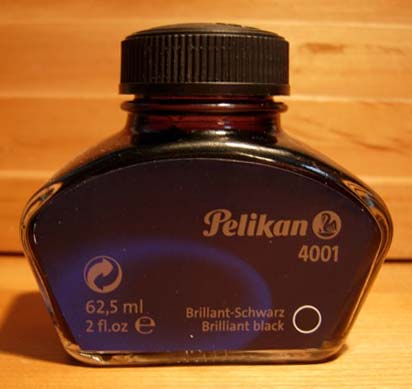 Pelikan
4001
62,5 ml
2 fl.oz ℮
Brillant-Schwarz
Brilliant black